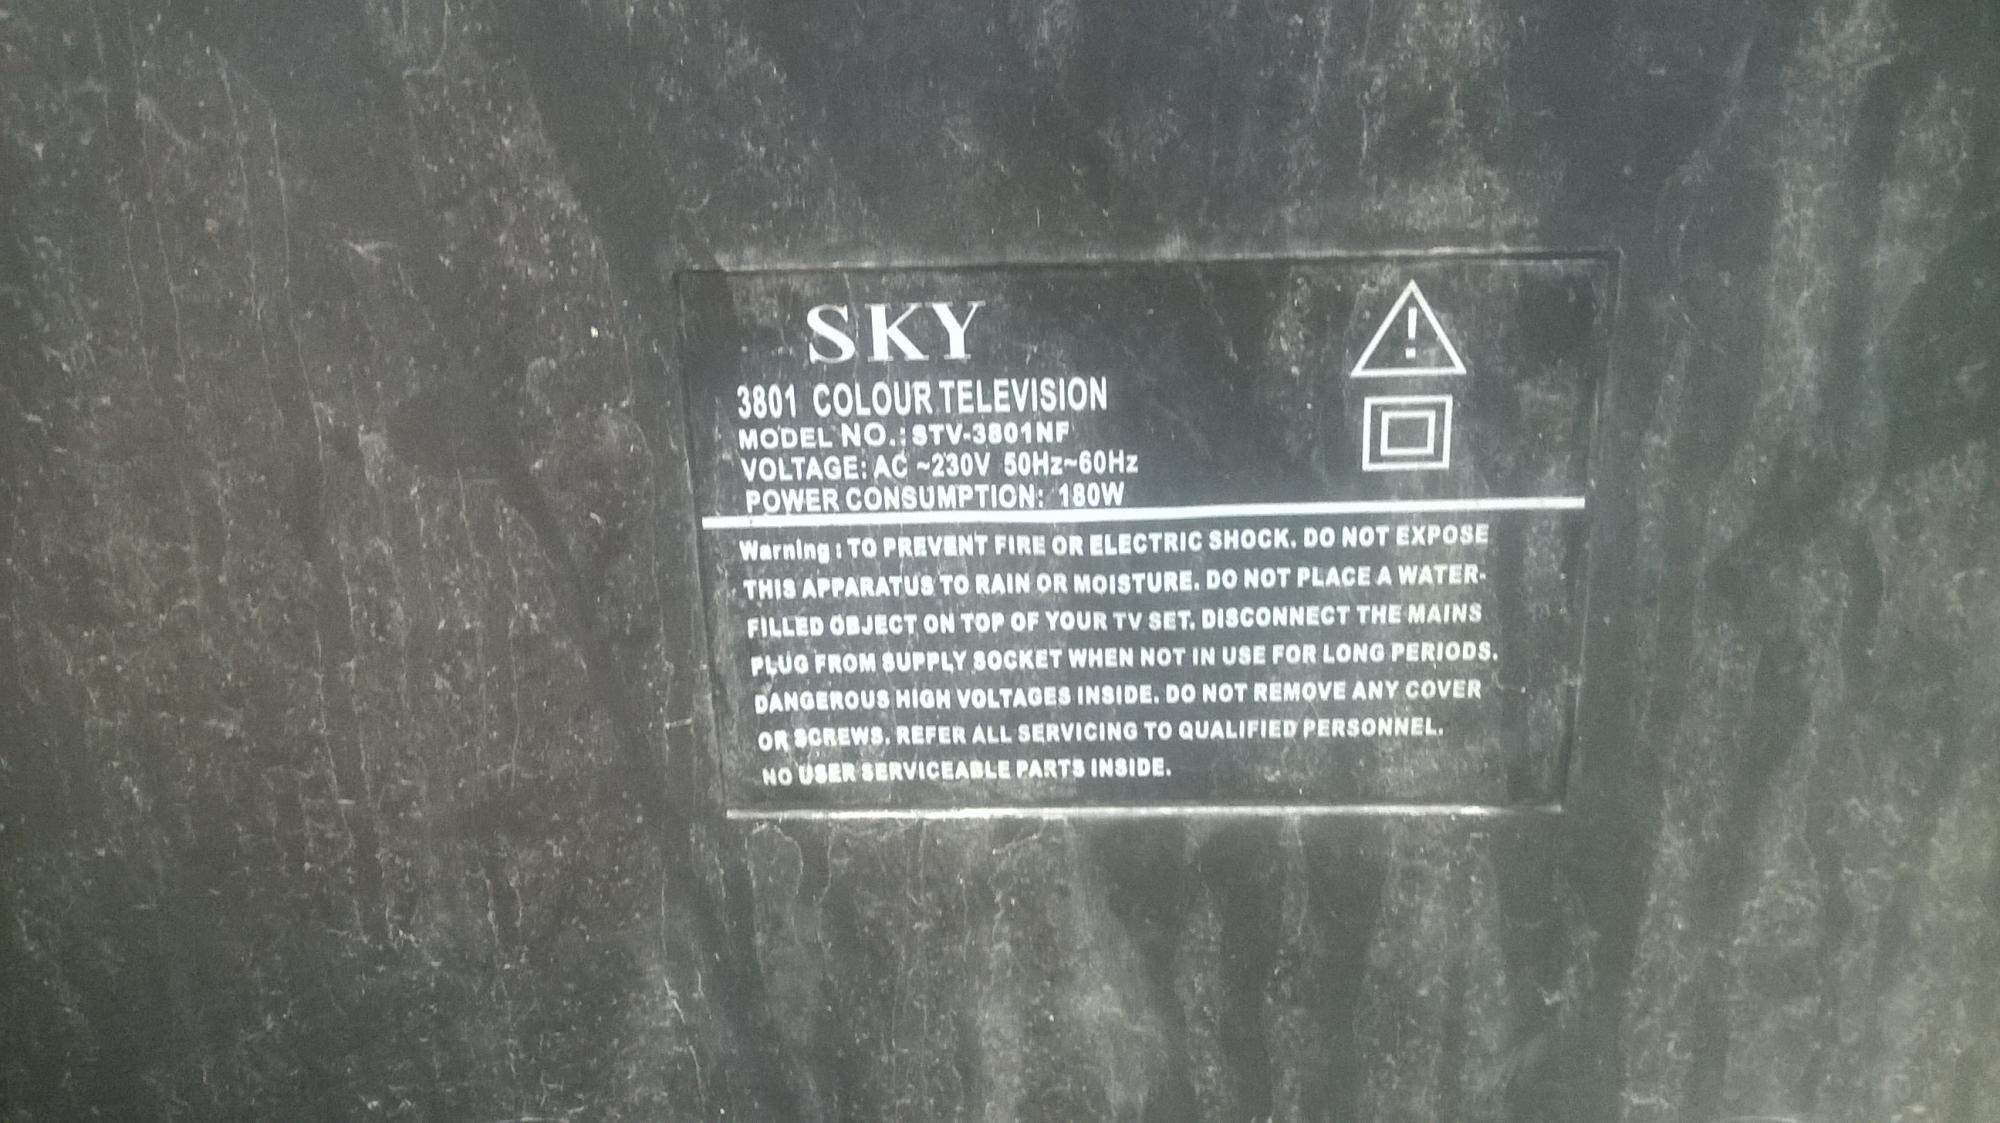 SKY
3801 COLOUR TELEVISION
MODEL NO.: STV-3801NF
VOLTAGE: AC ~230V 50Hz~60Hz
POWER CONSUMPTION: 180W
Warning : TO PREVENT FIRE OR ELECTRIC SHOCK. DO NOT EXPOSE
THIS APPARATUS TO RAIN OR MOISTURE. DO NOT PLACE A WATER-
FILLED OBJECT ON TOP OF YOUR TV SET. DISCONNECT THE MAINS
PLUG FROM SUPPLY SOCKET WHEN NOT IN USE FOR LONG PERIODS.
DANGEROUS HIGH VOLTAGES INSIDE. DO NOT REMOVE ANY COVER
OR SCREWS. REFER ALL SERVICING TO QUALIFIED PERSONNEL.
NO USER SERVICEABLE PARTS INSIDE.